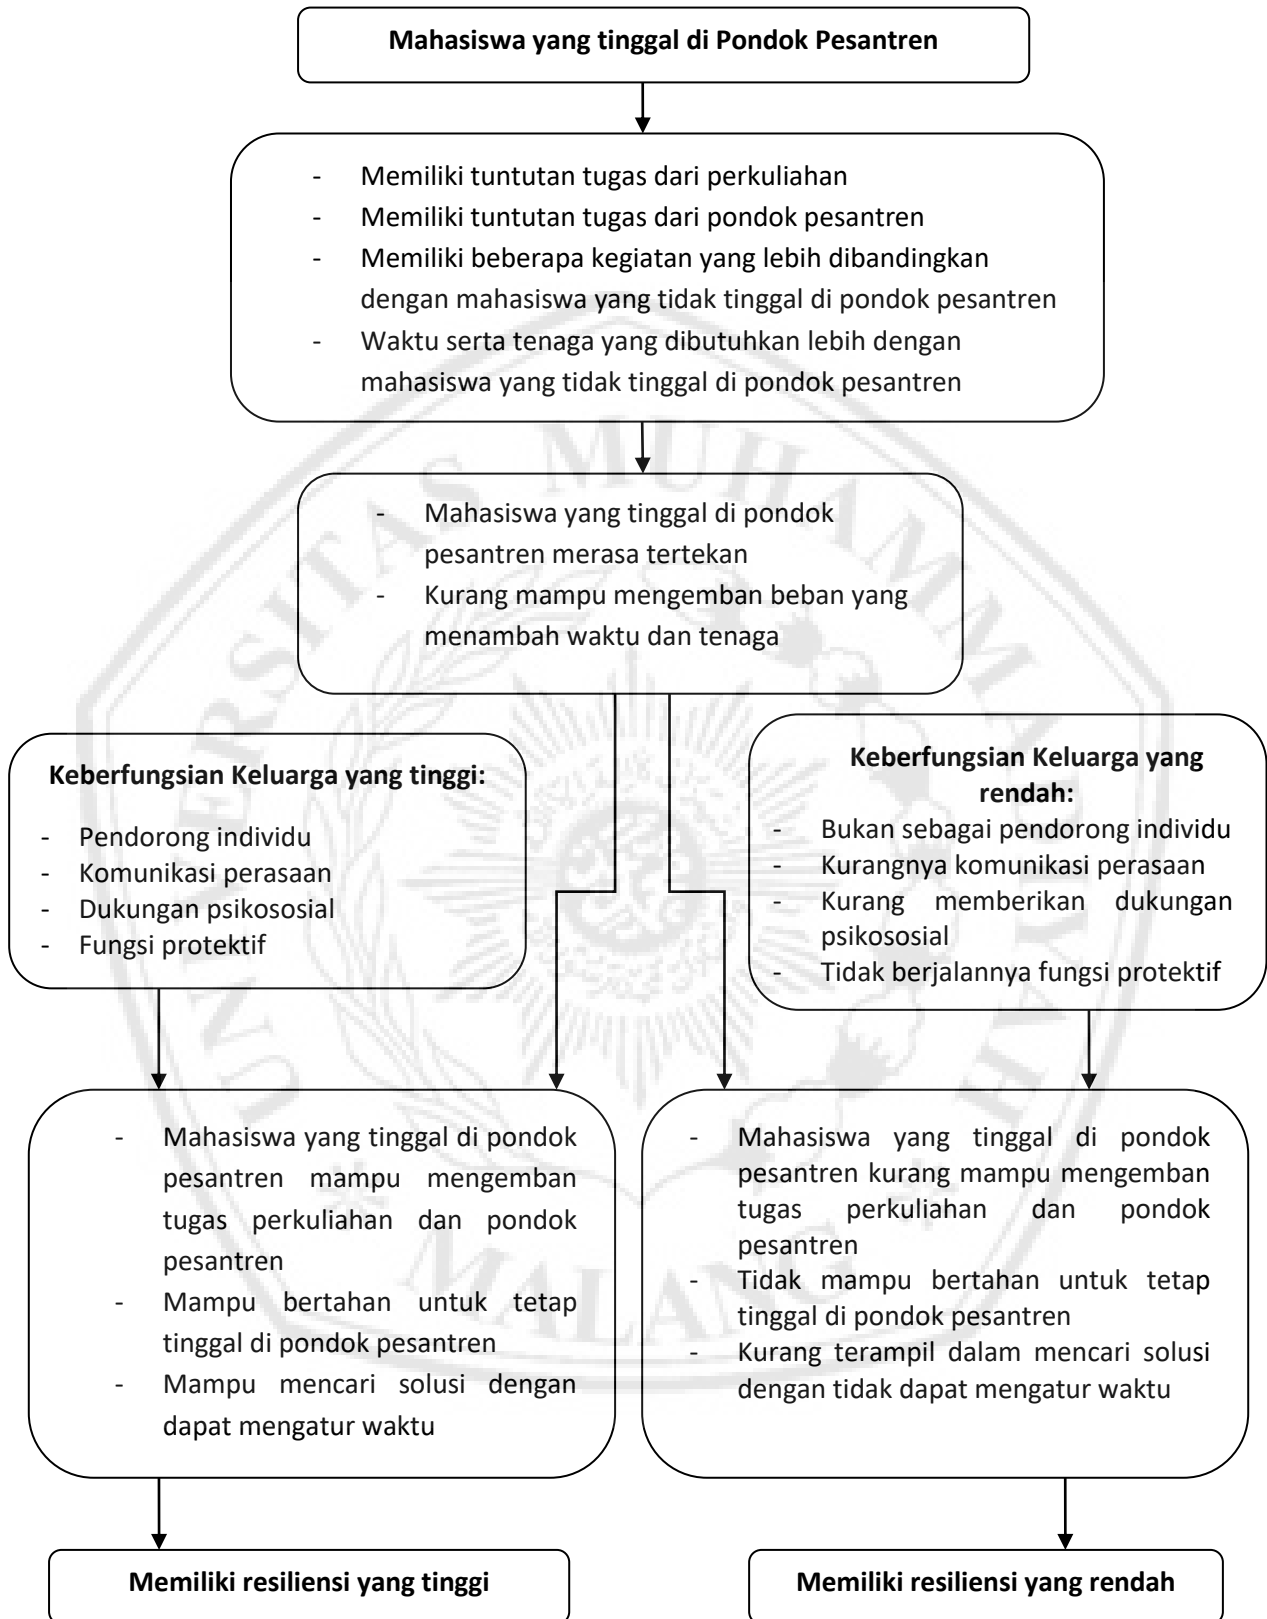 Mahasiswa yang tinggal di Pondok Pesantren
- Memiliki tuntutan tugas dari perkuliahan
- Memiliki tuntutan tugas dari pondok pesantren
- Memiliki beberapa kegiatan yang lebih dibandingkan
dengan mahasiswa yang tidak tinggal di pondok pesantren
- Waktu serta tenaga yang dibutuhkan lebih dengan
mahasiswa yang tidak tinggal di pondok pesantren
- Mahasiswa yang tinggal di pondok
pesantren merasa tertekan
- Kurang mampu mengemban beban yang
menambah waktu dan tenaga
Keberfungsian Keluarga yang tinggi:
- Pendorong individu
- Komunikasi perasaan
- Dukungan psikososial
- Fungsi protektif
Keberfungsian Keluarga yang
rendah:
- Bukan sebagai pendorong individu
- Kurangnya komunikasi perasaan
- Kurang memberikan dukungan
psikososial
- Tidak berjalannya fungsi protektif
- Mahasiswa yang tinggal di pondok
pesantren mampu mengemban
tugas perkuliahan dan pondok
pesantren
- Mampu bertahan untuk tetap
tinggal di pondok pesantren
- Mampu mencari solusi dengan
dapat mengatur waktu
- Mahasiswa yang tinggal di pondok
pesantren kurang mampu mengemban
tugas perkuliahan dan pondok
pesantren
- Tidak mampu bertahan untuk tetap
tinggal di pondok pesantren
- Kurang terampil dalam mencari solusi
dengan tidak dapat mengatur waktu
Memiliki resiliensi yang tinggi
Memiliki resiliensi yang rendah
UNIVERSITAS MUHAMMADIYAH
MALANG